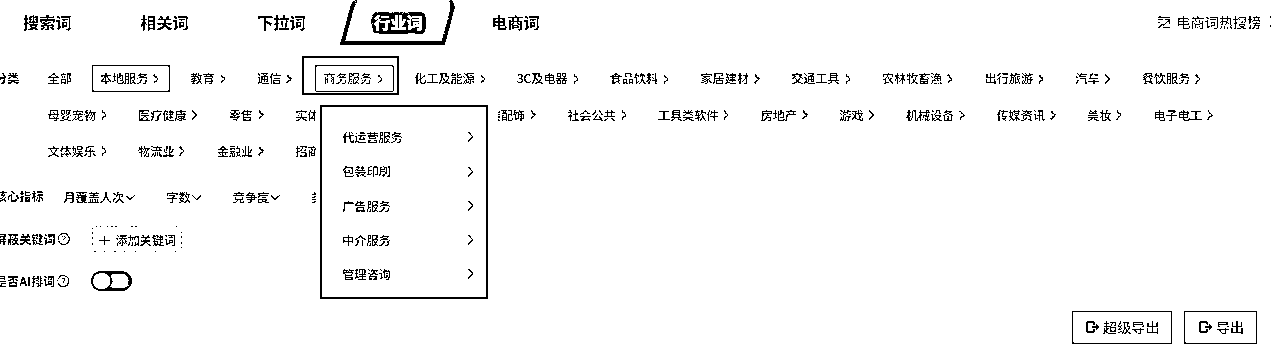 搜索词 相关词 下拉词 行业词 电商词 电商词热搜榜
分类 全部 本地服务 教育 通信 商务服务 化工及能源 3C及电器 食品饮料 家居建材 交通工具 农林牧畜渔 出行旅游 汽车 餐饮服务
母婴宠物 医疗健康 零售 实体 配饰 社会公共 工具类软件 房地产 游戏 机械设备 传媒资讯 美妆 电子电工
代运营服务
文体娱乐 物流业 金融业 招商
包装印刷
核心指标 月覆盖人次 字数 竞争度
广告服务
屏蔽关键词 + 添加关键词
中介服务
是否AI排词
管理咨询
超级导出 导出